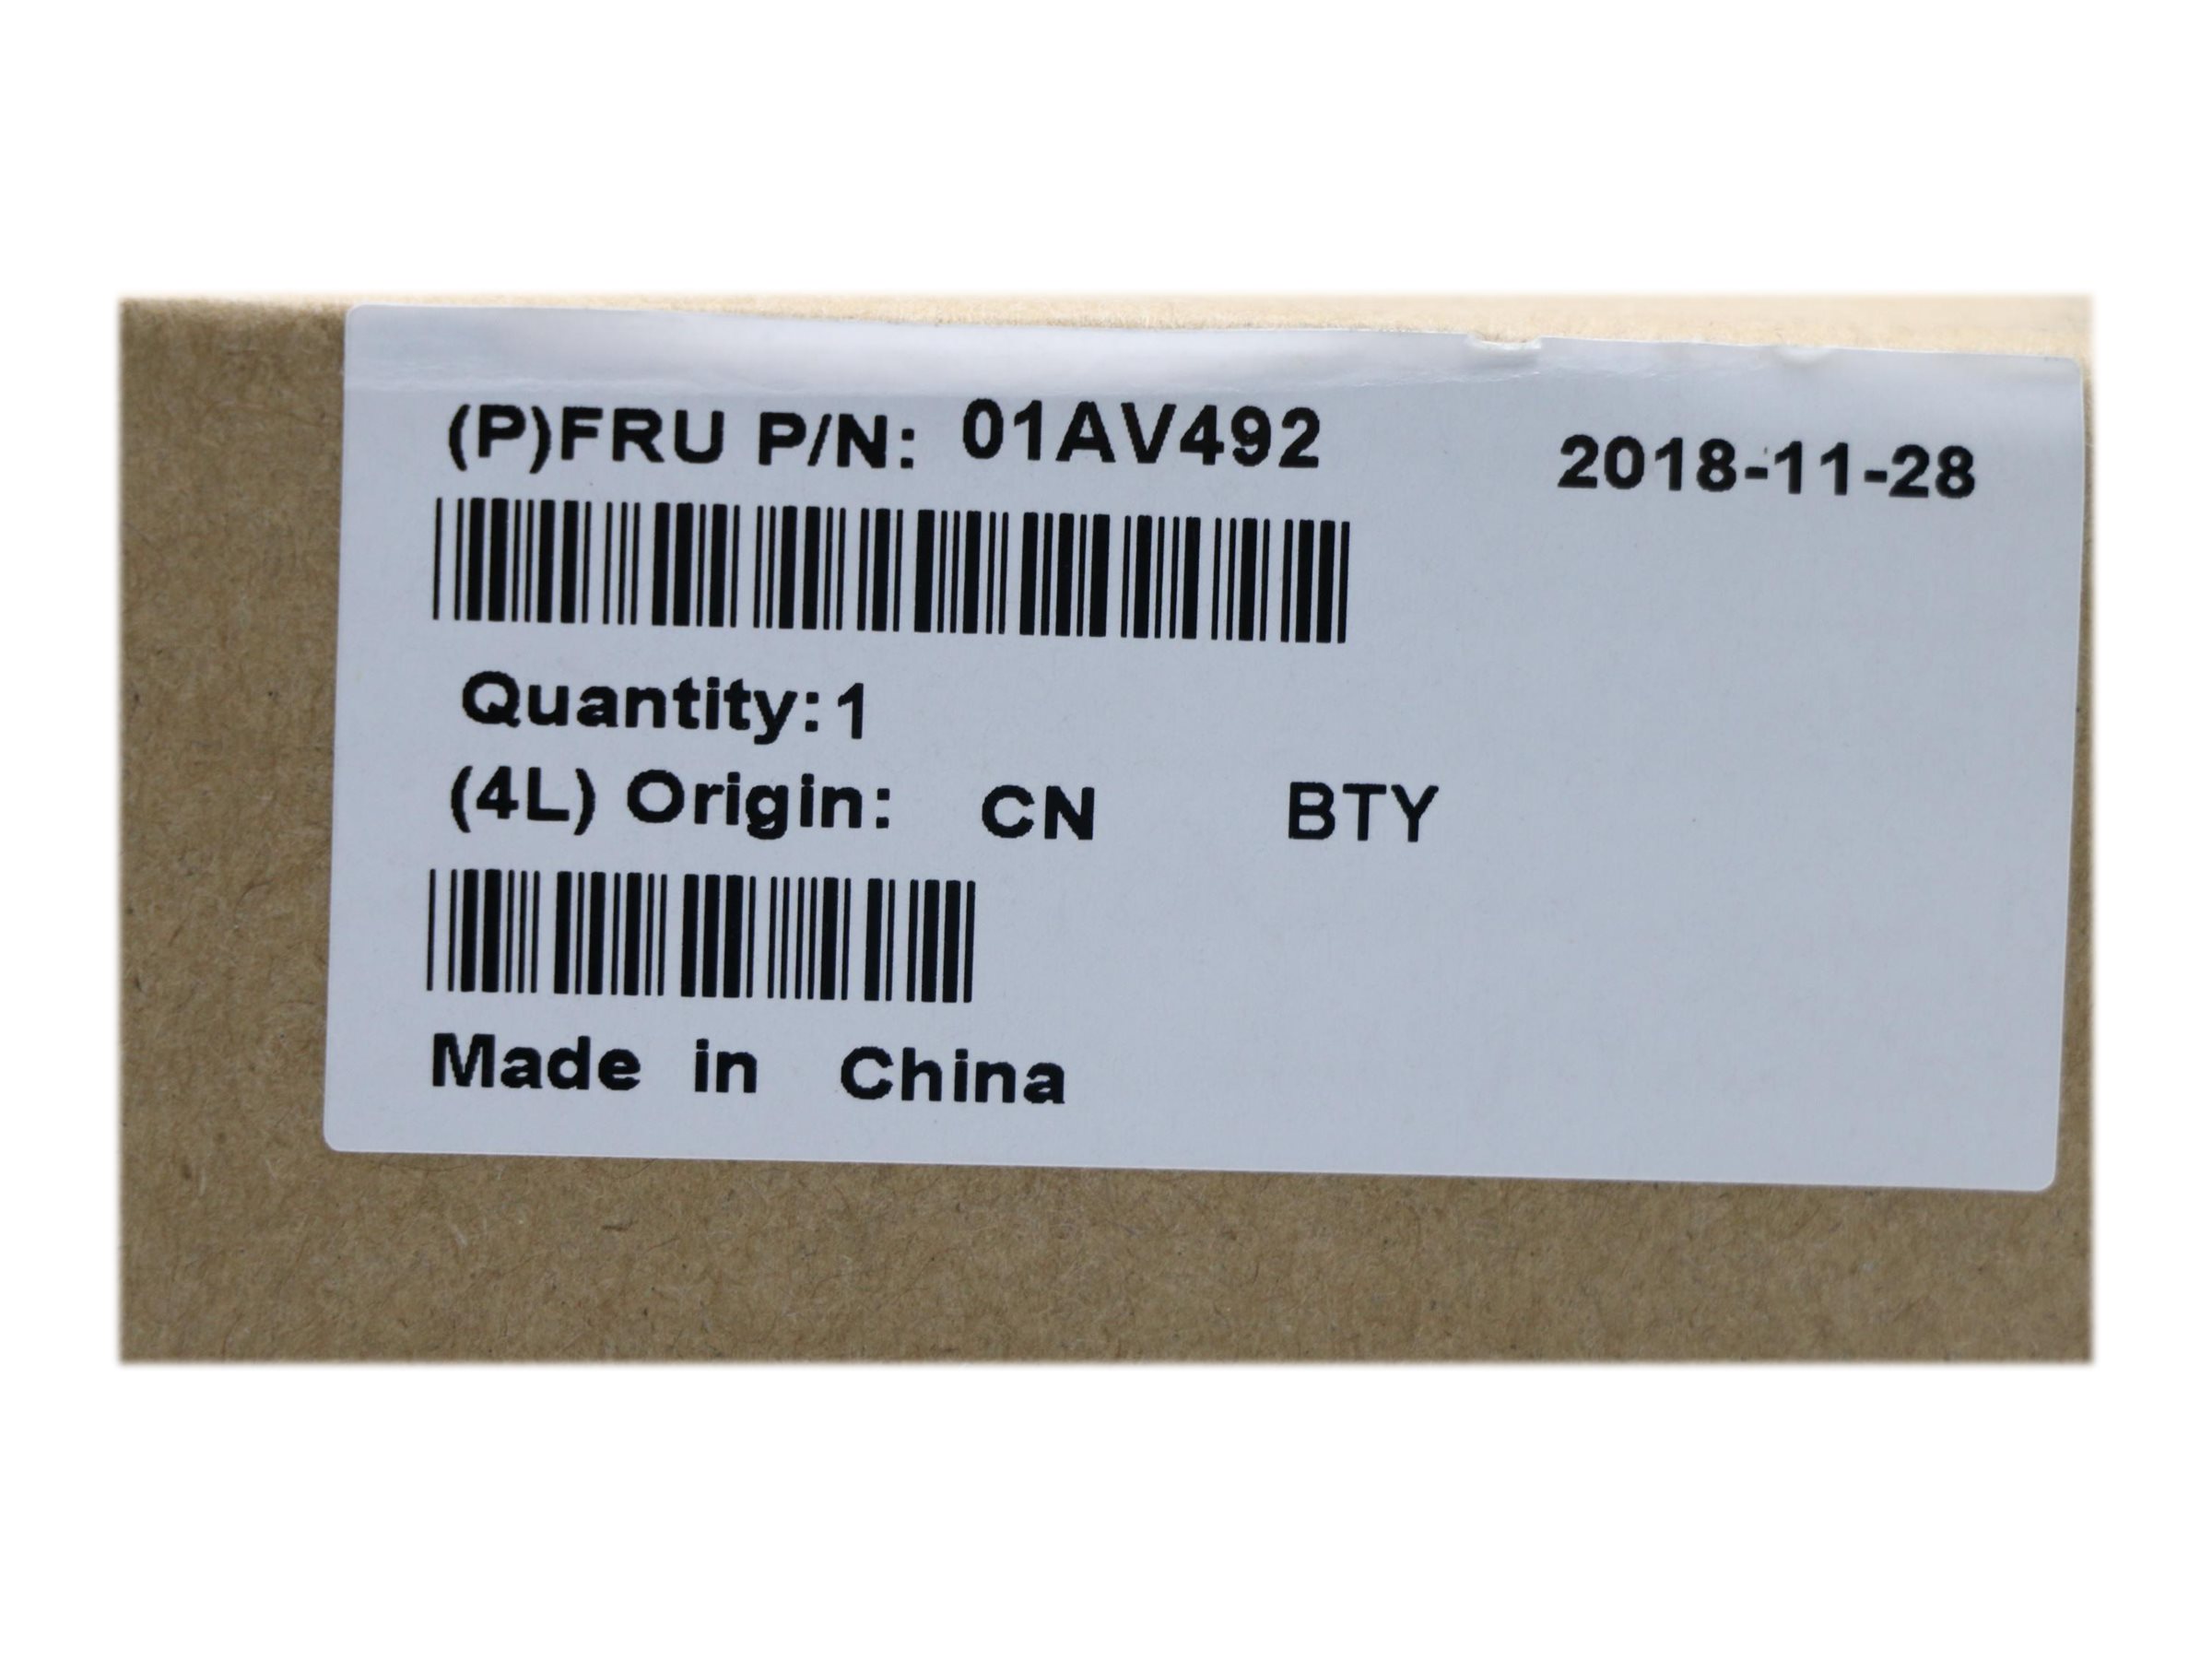 (P)FRU P/N: 01AV492 2018-11-28
Quantity:1
(4L) Origin: CN BTY
Made in China